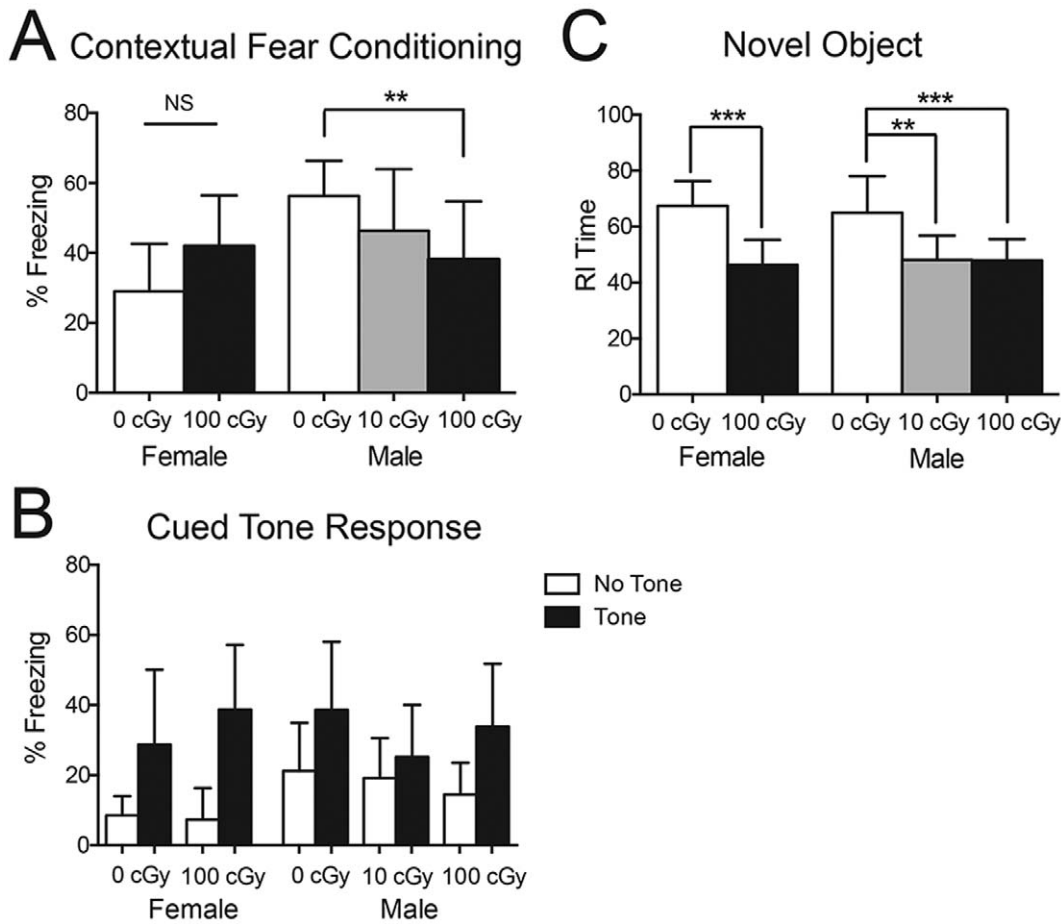 A Contextual Fear Conditioning
NS
**
80
60
40
20
0
% Freezing
0 cGy 100 cGy 0 cGy 10 cGy 100 cGy
Female Male
C Novel Object
***
***
**
100
80
60
40
20
0
RI Time
0 cGy 100 cGy 0 cGy 10 cGy 100 cGy
Female Male
B Cued Tone Response
80
60
40
20
0
% Freezing
No Tone
Tone
0 cGy 100 cGy 0 cGy 10 cGy 100 cGy
Female Male